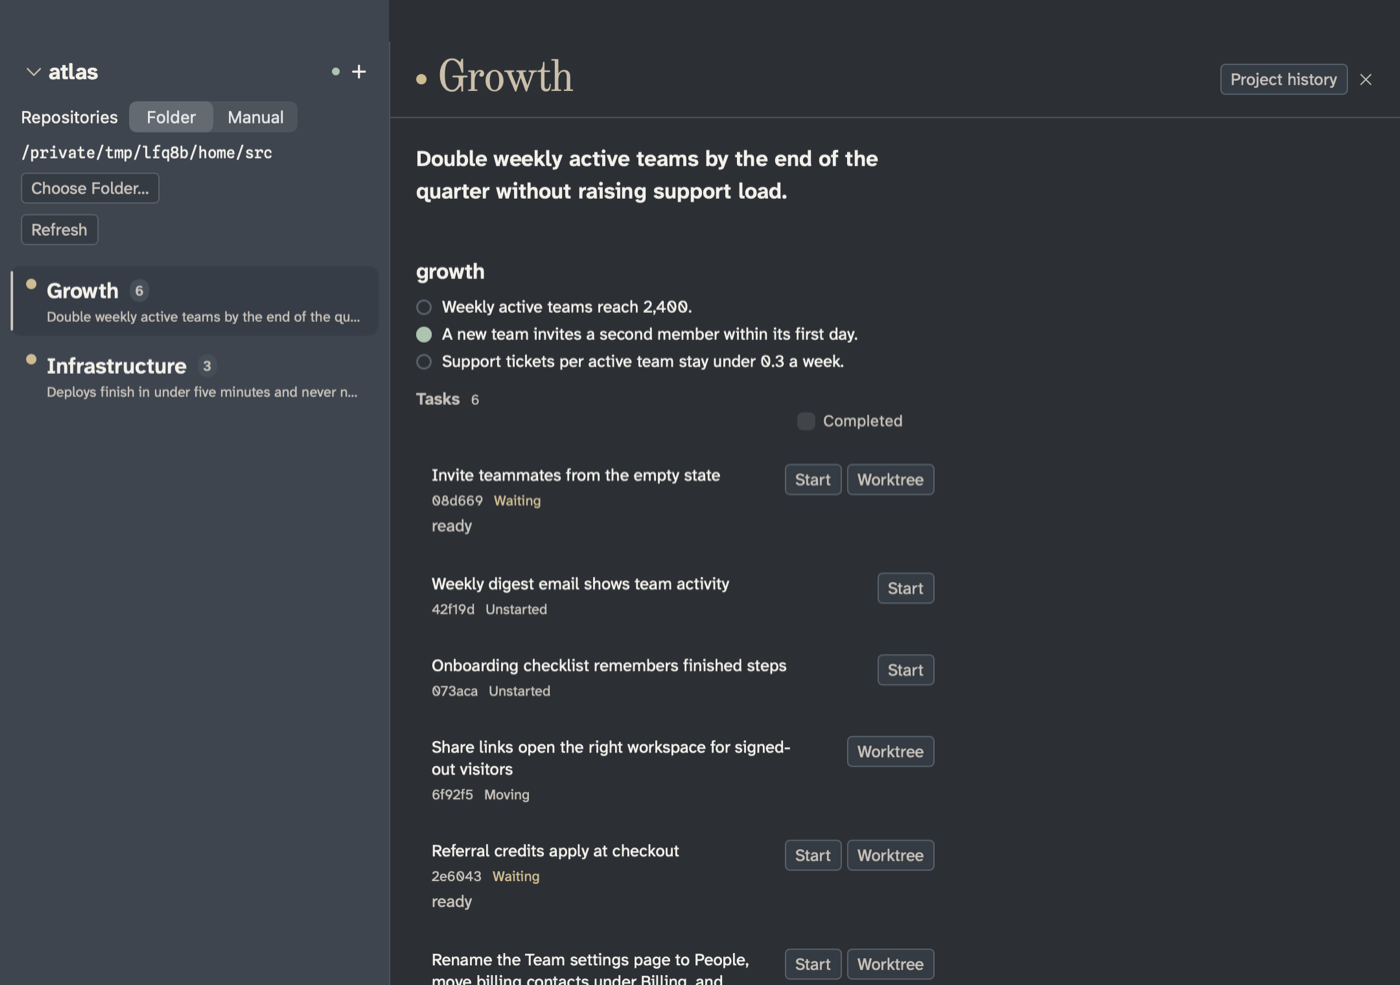 atlas
Repositories Folder Manual
/private/tmp/lfq8b/home/src
Choose Folder...
Refresh
Growth 6
Double weekly active teams by the end of the qu...
Infrastructure 3
Deploys finish in under five minutes and never n...
Growth
Project history
Double weekly active teams by the end of the
quarter without raising support load.
growth
Weekly active teams reach 2,400.
A new team invites a second member within its first day.
Support tickets per active team stay under 0.3 a week.
Tasks 6
Completed
Invite teammates from the empty state
Start Worktree
08d669 Waiting
ready
Weekly digest email shows team activity
Start
42f19d Unstarted
Onboarding checklist remembers finished steps
Start
073aca Unstarted
Share links open the right workspace for signed-
out visitors
Worktree
6f92f5 Moving
Referral credits apply at checkout
Start Worktree
2e6043 Waiting
ready
Rename the Team settings page to People,
move billing contacts under Billing, and
Start Worktree